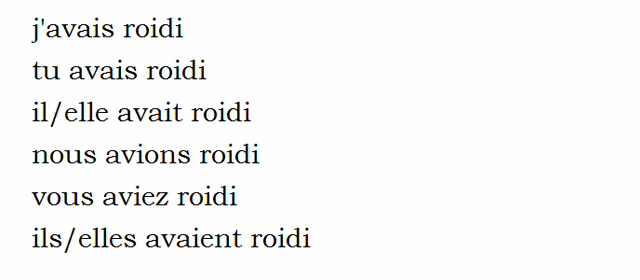 j'avais roidi
tu avais roidi
il/elle avait roidi
nous avions roidi
vous aviez roidi
ils/elles avaient roidi